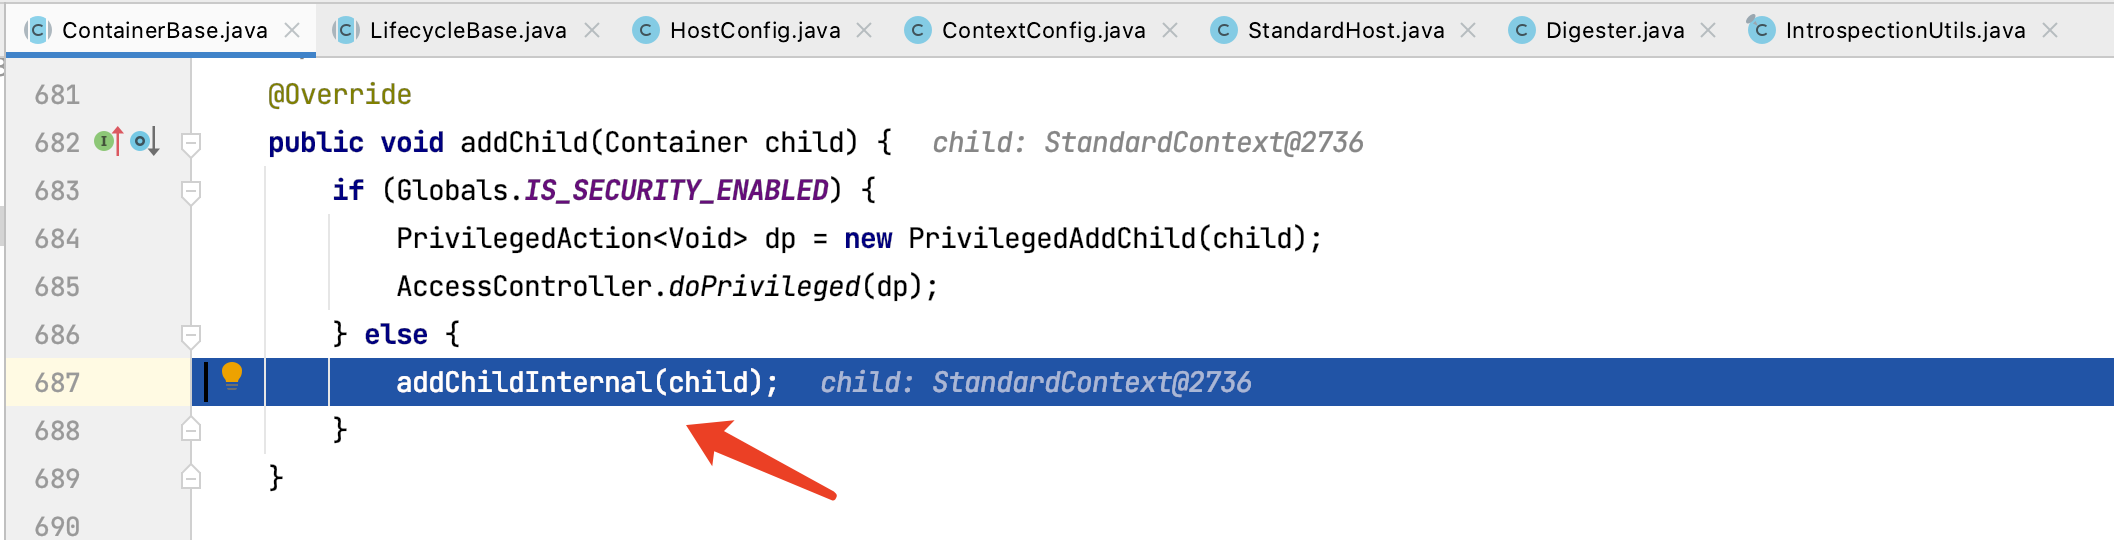 ContainerBase.java LifecycleBase.java HostConfig.java ContextConfig.java StandardHost.java Digester.java IntrospectionUtils.java
681 @Override
682 public void addChild(Container child) { child: StandardContext@2736
683 if (Globals.IS_SECURITY_ENABLED) {
684 PrivilegedAction<Void> dp = new PrivilegedAddChild(child);
685 AccessController.doPrivileged(dp);
686 } else {
687 addChildInternal(child); child: StandardContext@2736
688 }
689 }
690